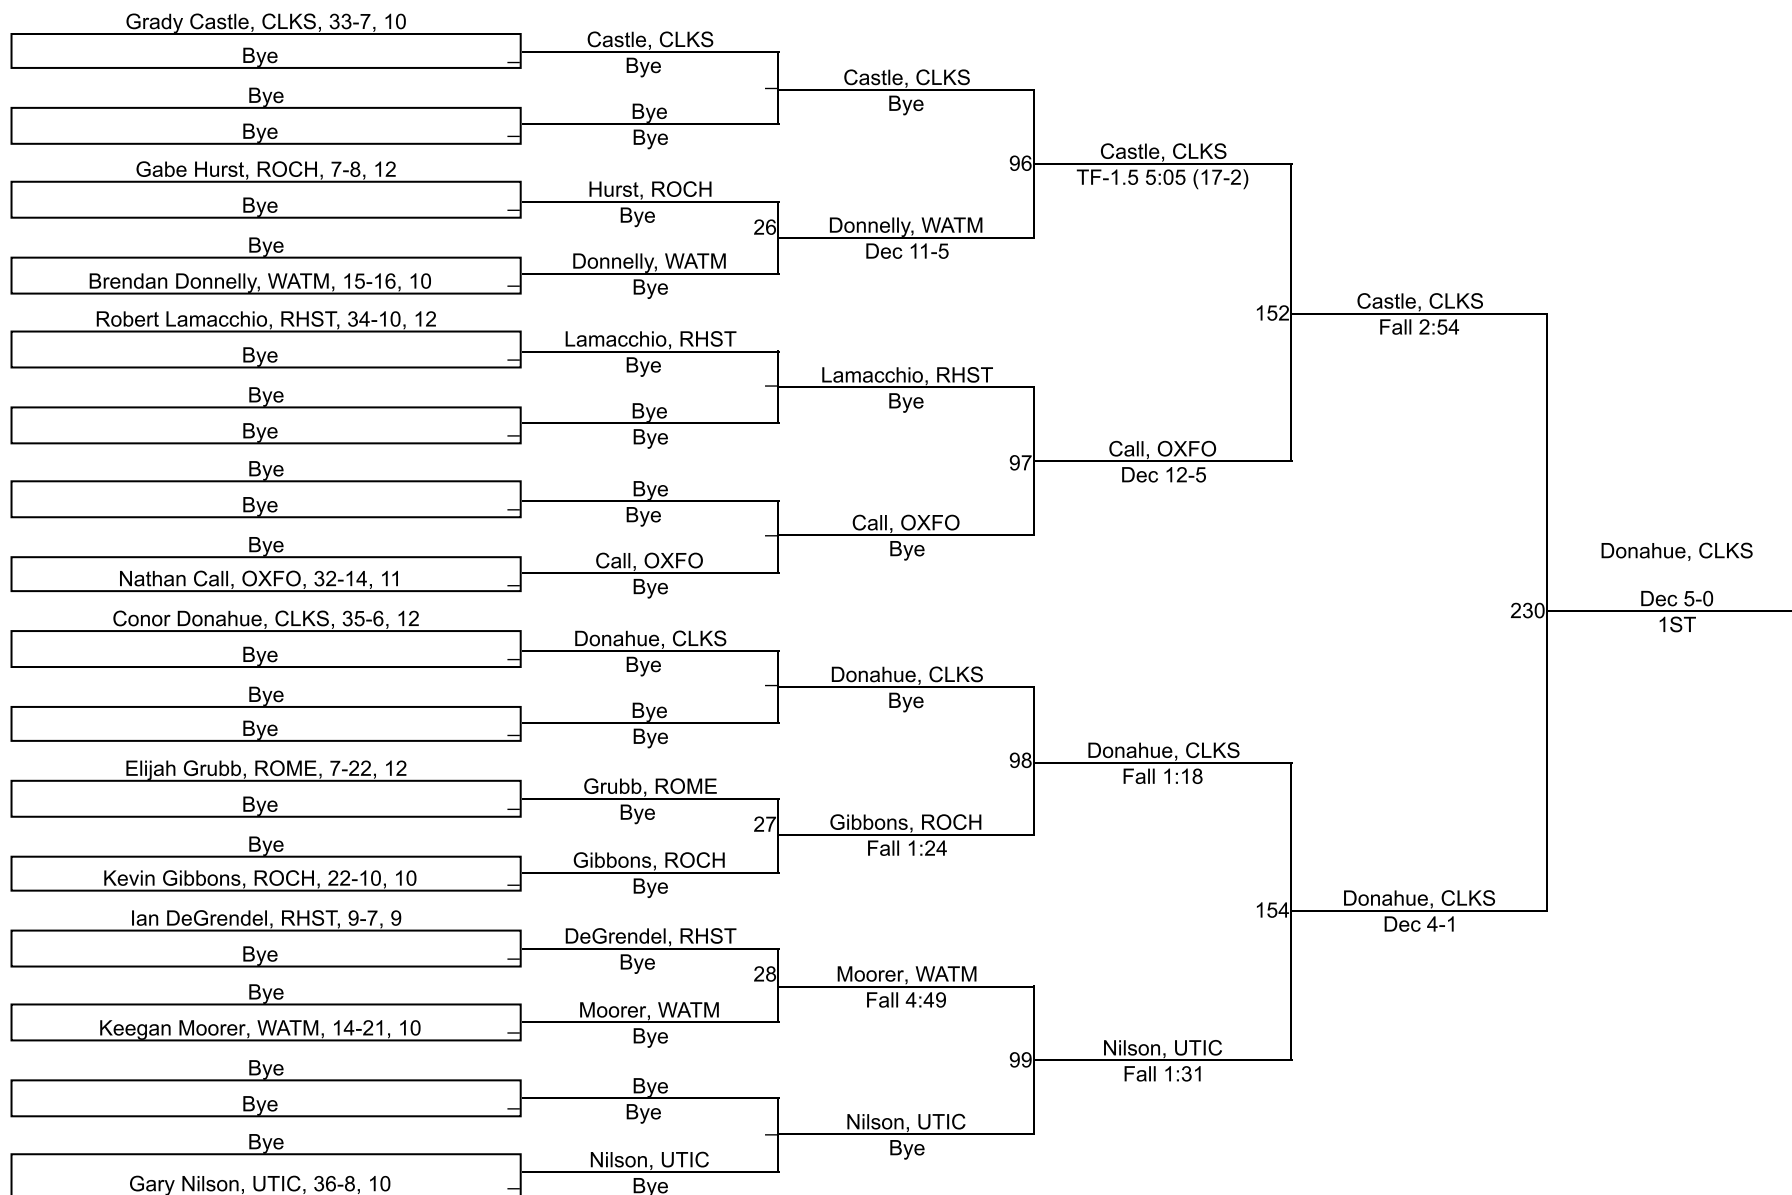 Grady Castle, CLKS, 33-7, 10
Bye
Bye
Bye
Gabe Hurst, ROCH, 7-8, 12
Bye
Bye
Brendan Donnelly, WATM, 15-16, 10
Robert Lamacchio, RHST, 34-10, 12
Bye
Bye
Bye
Bye
Bye
Bye
Nathan Call, OXFO, 32-14, 11
Conor Donahue, CLKS, 35-6, 12
Bye
Bye
Bye
Elijah Grubb, ROME, 7-22, 12
Bye
Bye
Kevin Gibbons, ROCH, 22-10, 10
Ian DeGrendel, RHST, 9-7, 9
Bye
Bye
Keegan Moorer, WATM, 14-21, 10
Bye
Bye
Bye
Gary Nilson, UTIC, 36-8, 10
Castle, CLKS
Bye
Bye
Bye
Hurst, ROCH
Bye
26
Donnelly, WATM
Bye
Lamacchio, RHST
Bye
Bye
Bye
Bye
Bye
Call, OXFO
Bye
Donahue, CLKS
Bye
Bye
Bye
Grubb, ROME
Bye
27
Gibbons, ROCH
Bye
DeGrendel, RHST
Bye
28
Moorer, WATM
Bye
Bye
Bye
Nilson, UTIC
Bye
Castle, CLKS
Bye
96
Donnelly, WATM
Dec 11-5
Lamacchio, RHST
Bye
97
Call, OXFO
Bye
Donahue, CLKS
Bye
98
Gibbons, ROCH
Fall 1:24
Moorer, WATM
Fall 4:49
99
Nilson, UTIC
Bye
Castle, CLKS
TF-1.5 5:05 (17-2)
152
Call, OXFO
Dec 12-5
Donahue, CLKS
Fall 1:18
154
Nilson, UTIC
Fall 1:31
Castle, CLKS
Fall 2:54
230
Donahue, CLKS
Dec 4-1
Donahue, CLKS
Dec 5-0
1ST